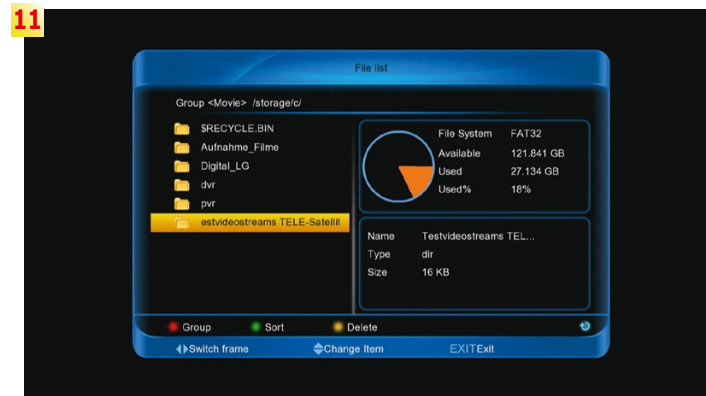 11
File list
Group <Movie> /storage/c/
$RECYCLE.BIN
Aufnahme_Filme
Digital_LG
dvr
pvr
estvideostreams TELE-Satellit
File System FAT32
Available 121.841 GB
Used 27.134 GB
Used% 18%
Name Testvideostreams TEL...
Type dir
Size 16 KB
Group Sort Delete
Switch frame Change Item EXITExit